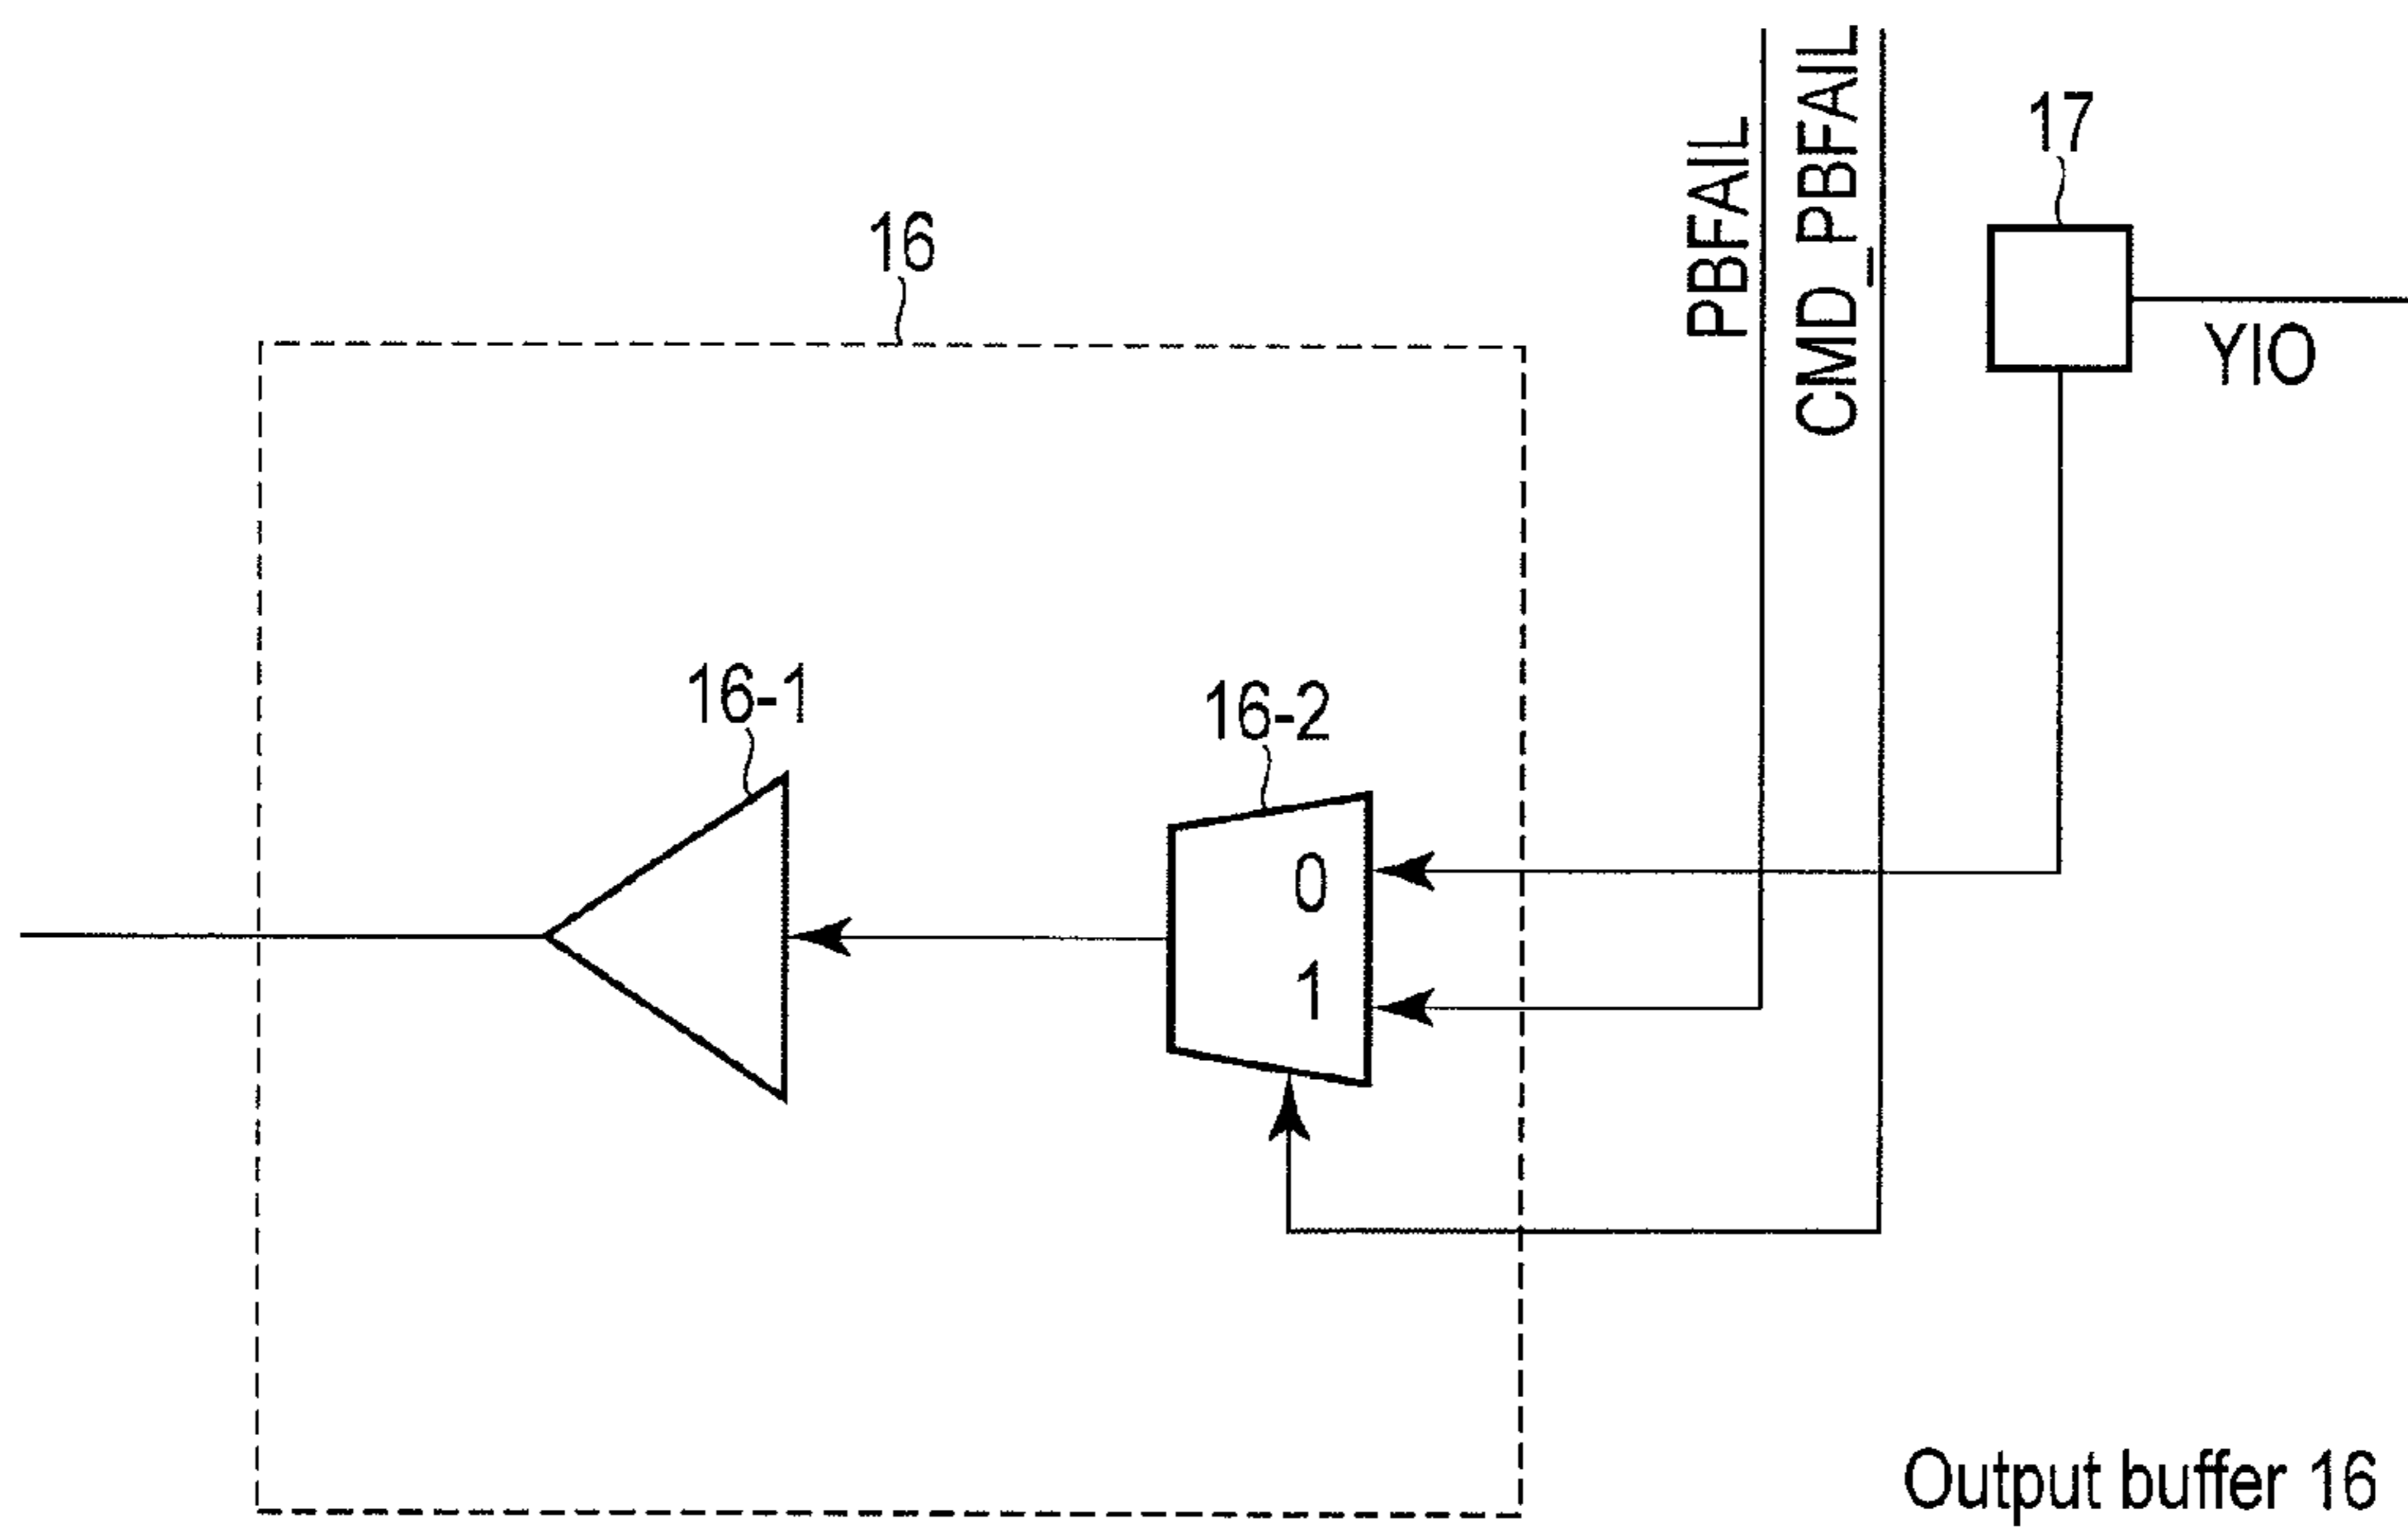 PBFAIL
CMD_PBFAIL
17
YIO
16
16-1
16-2
0
1
Output buffer 16